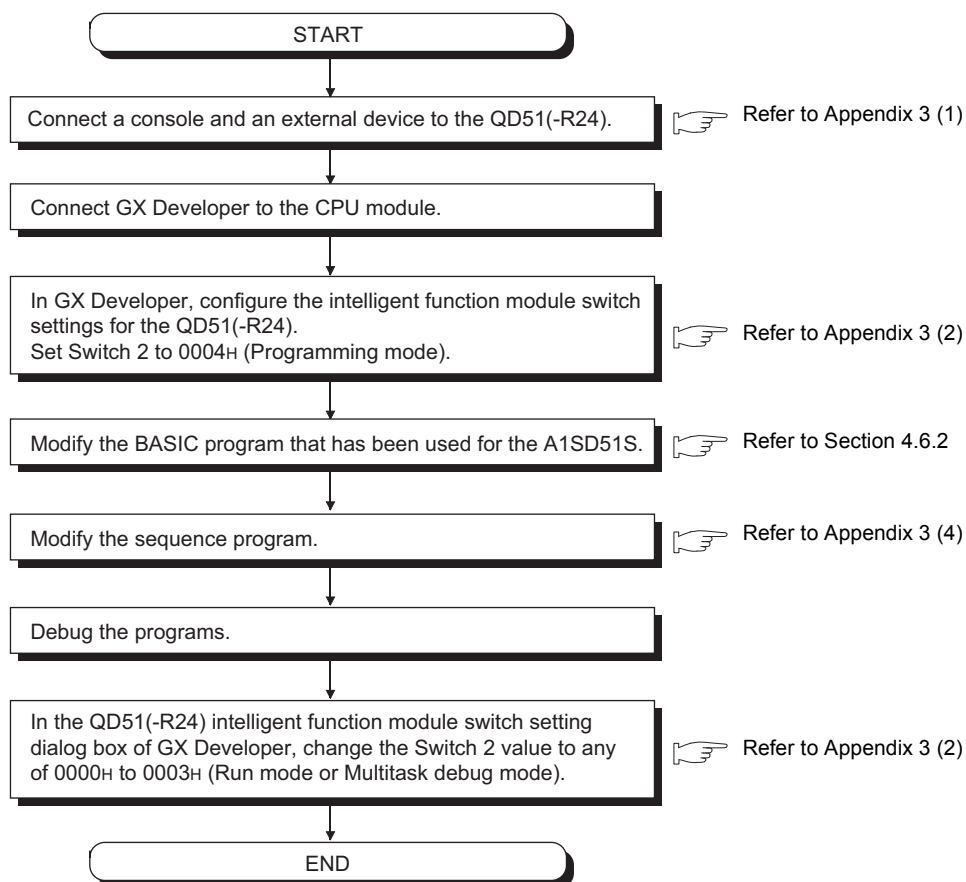 START
Connect a console and an external device to the QD51(-R24).
Refer to Appendix 3 (1)
Connect GX Developer to the CPU module.
In GX Developer, configure the intelligent function module switch
settings for the QD51(-R24).
Set Switch 2 to 0004H (Programming mode).
Refer to Appendix 3 (2)
Modify the BASIC program that has been used for the A1SD51S.
Refer to Section 4.6.2
Modify the sequence program.
Refer to Appendix 3 (4)
Debug the programs.
In the QD51(-R24) intelligent function module switch setting
dialog box of GX Developer, change the Switch 2 value to any
of 0000H to 0003H (Run mode or Multitask debug mode).
Refer to Appendix 3 (2)
END